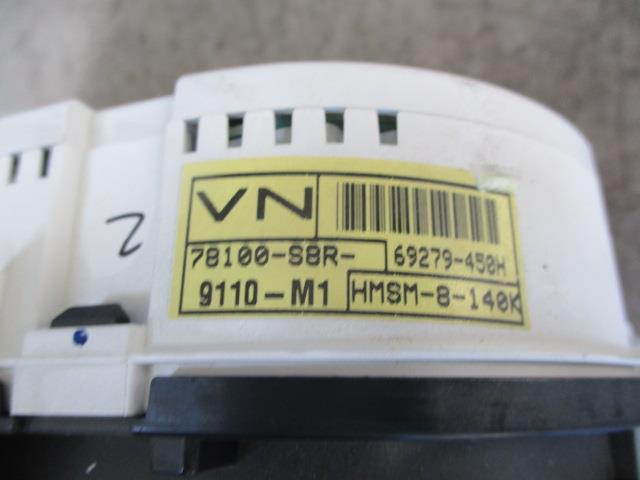 VN
78100-S8R- 69279-450H
9110-M1 HMSM-8-140K
2